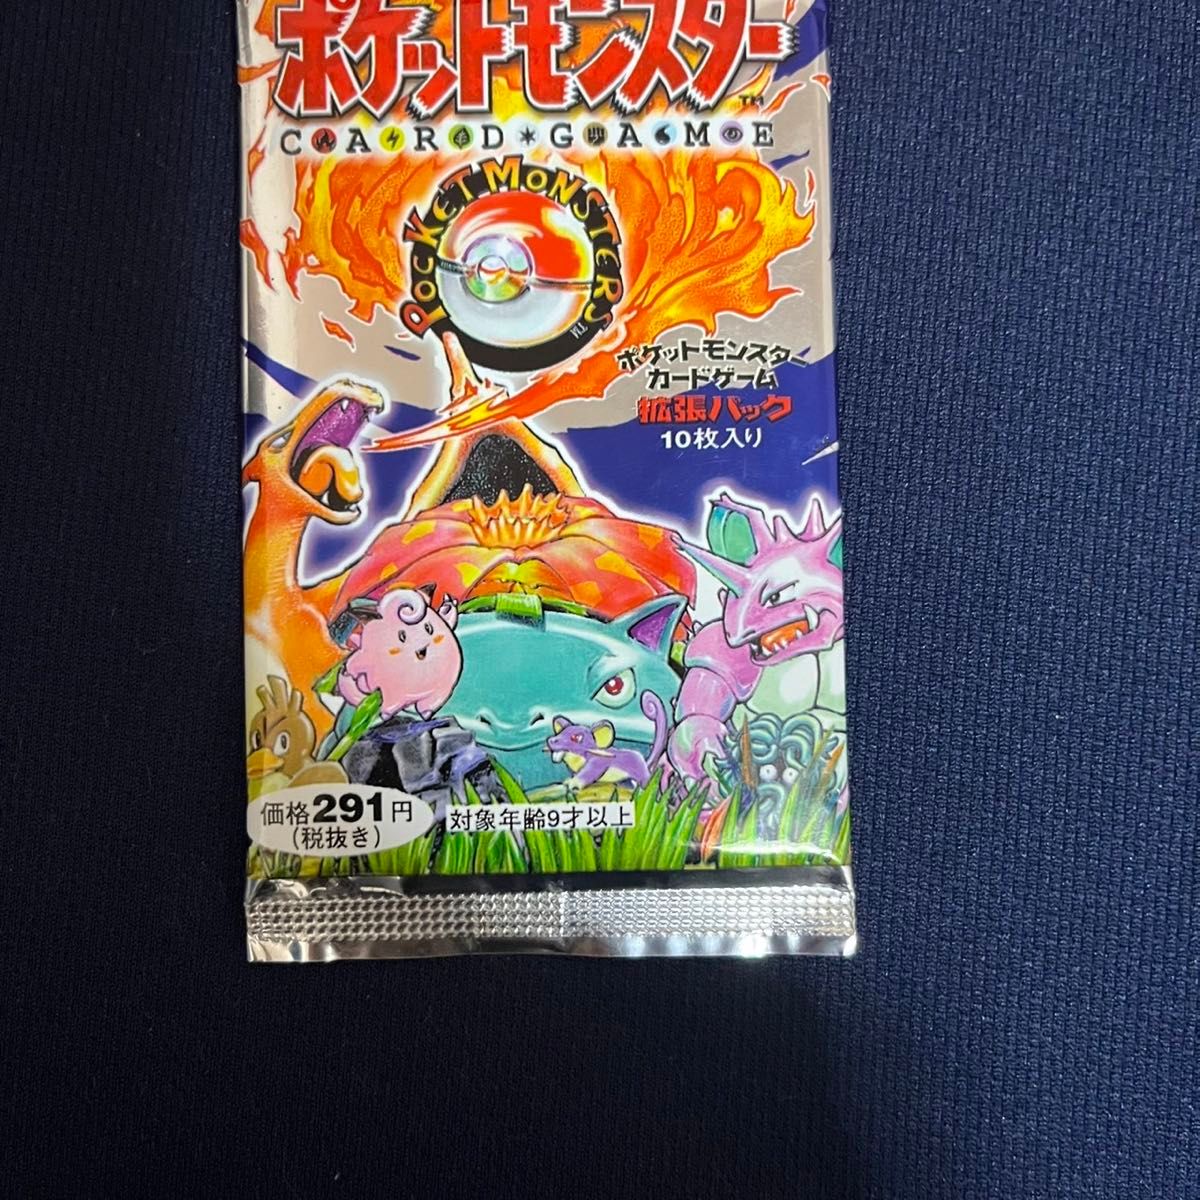 ポケットモンスター
TM
CARD GAME
POCKET MONSTERS
TM
ポケットモンスター
カードゲーム
拡張パック
10枚入り
価格291円
(税抜き)
対象年齢9才以上